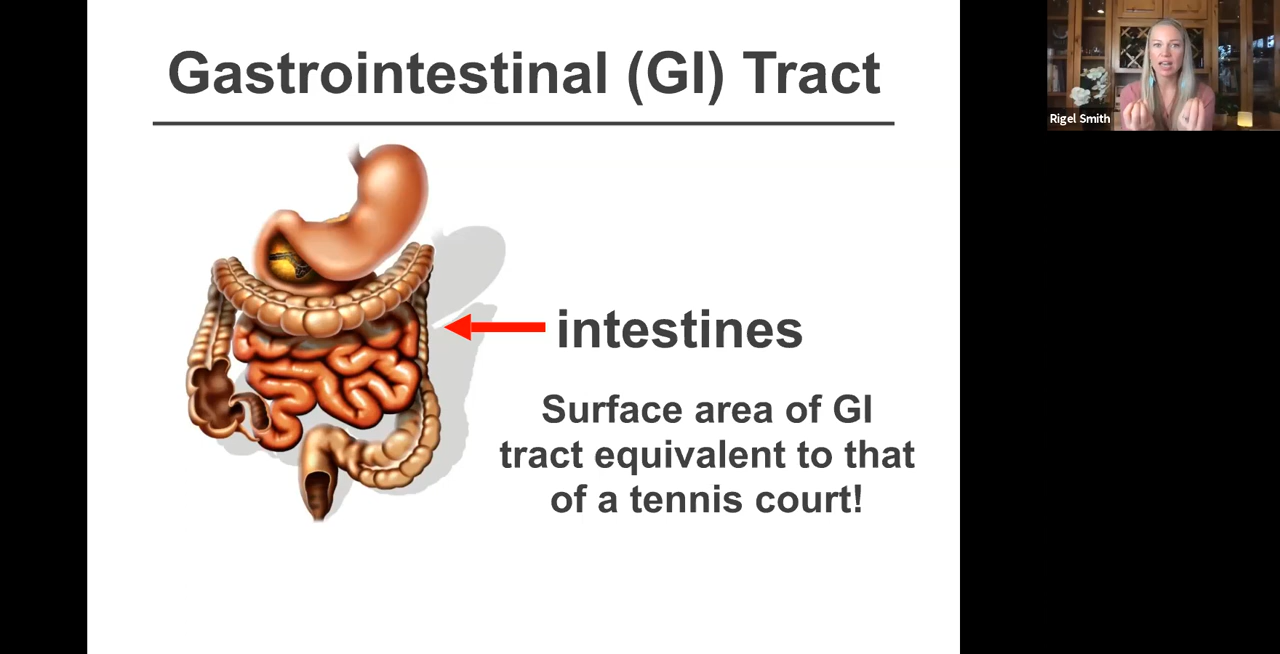 Gastrointestinal (GI) Tract
Rigel Smith
intestines
Surface area of GI
tract equivalent to that
of a tennis court!